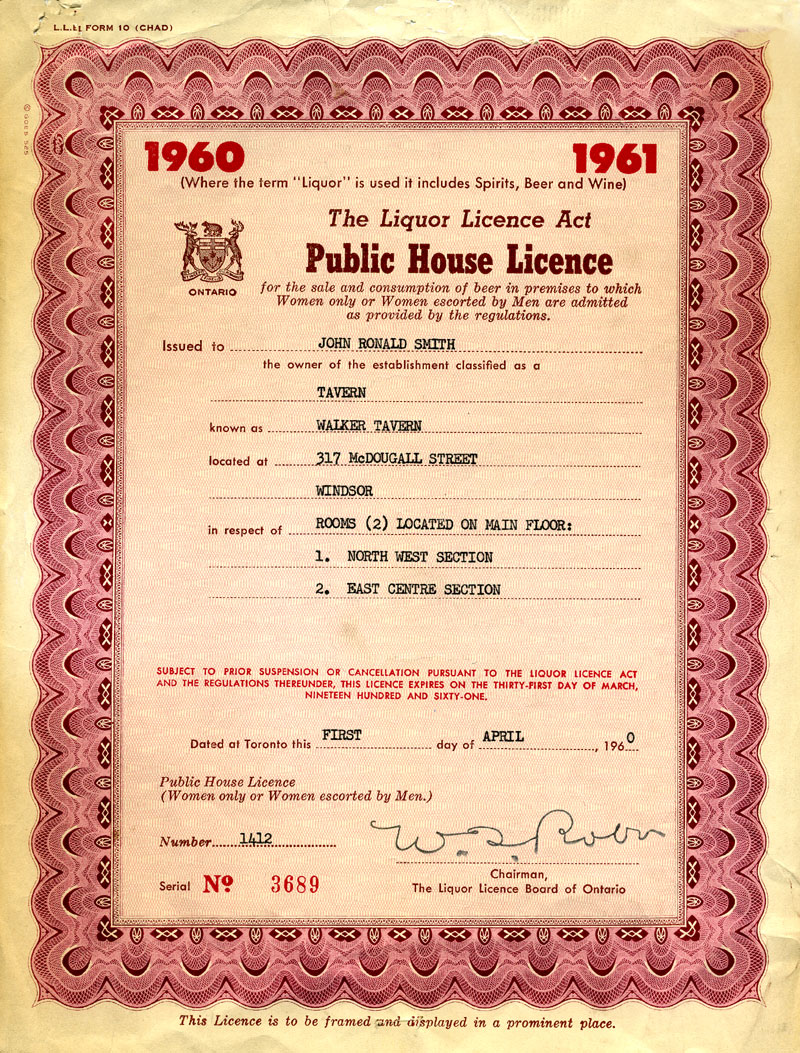 FORM 10 (CHAD)
1960 1961
(Where the term "Liquor" is used it includes Spirits, Beer and Wine)
The Liquor Licence Act
Public House Licence
ONTARIO
for the sale and consumption of beer in premises to which
Women only or Women escorted by Men are admitted
as provided by the regulations.
Issued to JOHN RONALD SMITH
the owner of the establishment classified as a
TAVERN
known as WALKER TAVERN
located at 317 McDOUGALL STREET
WINDSOR
in respect of ROOMS (2) LOCATED ON MAIN FLOOR:
1. NORTH WEST SECTION
2. EAST CENTRE SECTION
SUBJECT TO PRIOR SUSPENSION OR CANCELLATION PURSUANT TO THE LIQUOR LICENCE ACT
AND THE REGULATIONS THEREUNDER, THIS LICENCE EXPIRES ON THE THIRTY-FIRST DAY OF MARCH,
NINETEEN HUNDRED AND SIXTY-ONE.
Dated at Toronto this FIRST day of APRIL, 1960
Public House Licence
(Women only or Women escorted by Men.)
Number 1412
W.
Chairman,
The Liquor Licence Board of Ontario
Serial Nº 3689
This Licence is to be framed and displayed in a prominent place.